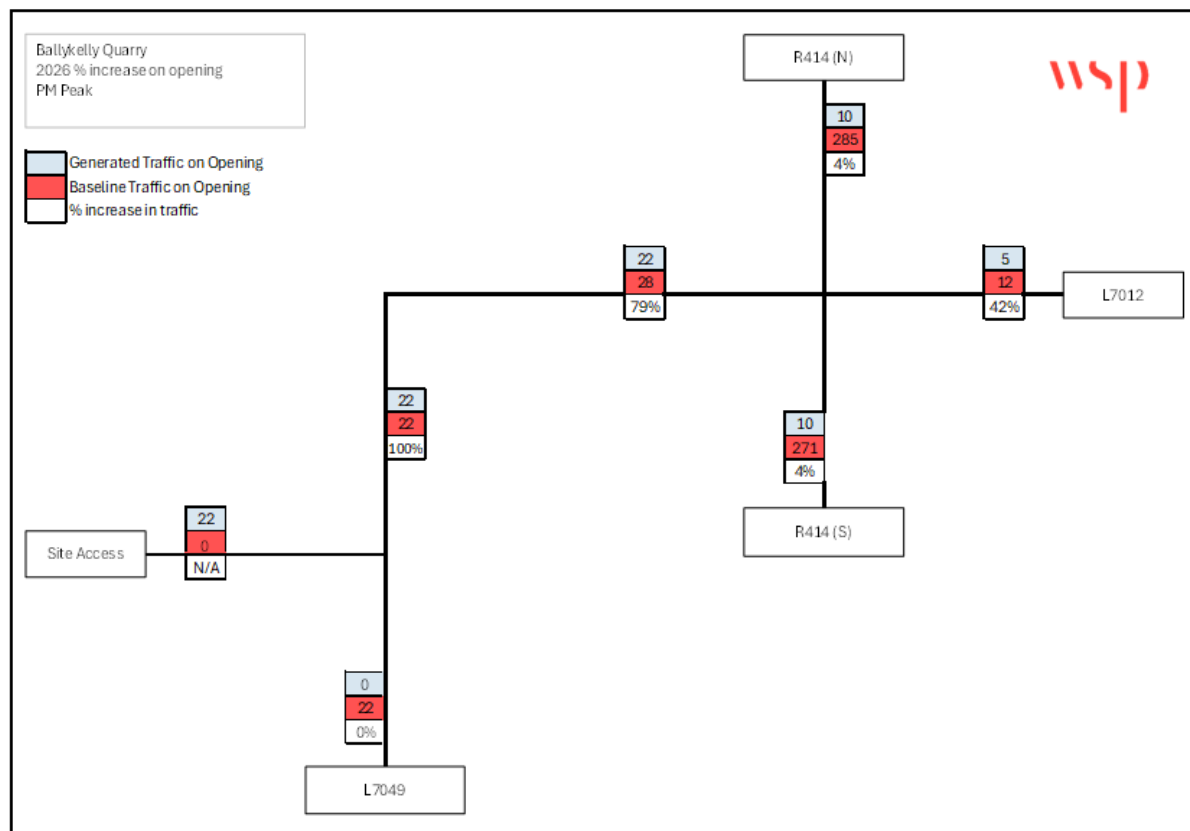 Ballykelly Quarry
2026 % increase on opening
PM Peak
R414 (N)
wsp
Generated Traffic on Opening
Baseline Traffic on Opening
% increase in traffic
10
285
4%
22
28
79%
5
12
42%
L7012
22
22
100%
10
271
4%
R414 (S)
Site Access
22
0
N/A
0
22
0%
L7049